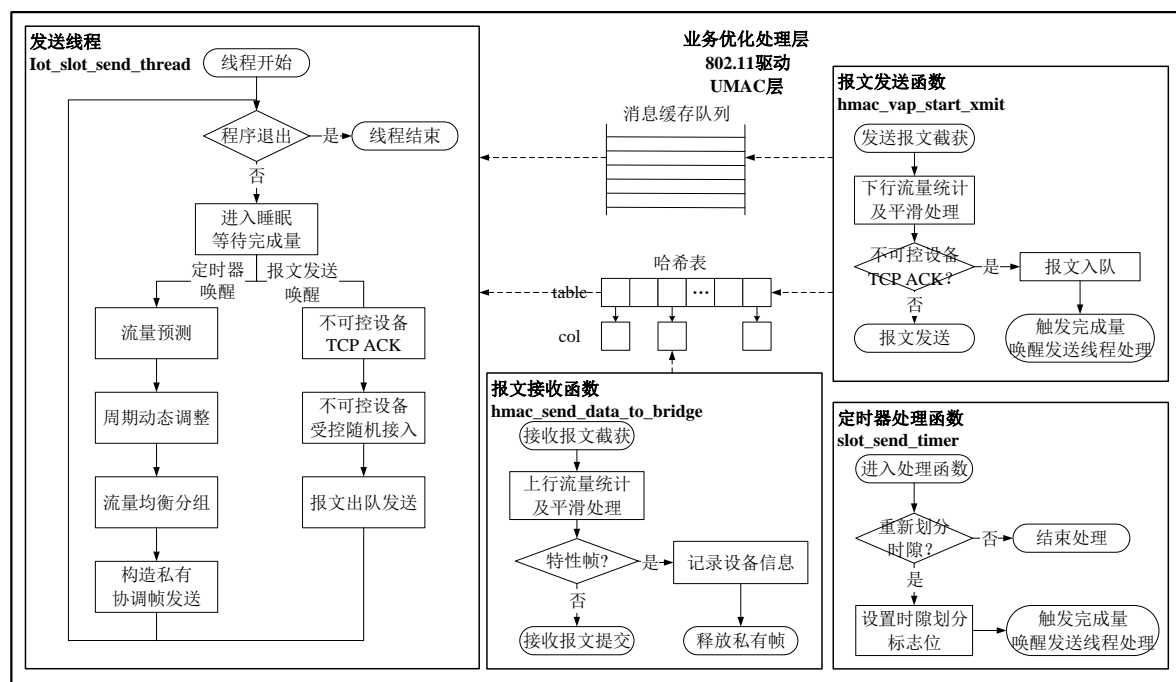 发送线程
Iot_slot_send_thread
线程开始
程序退出
是
线程结束
否
进入睡眠
等待完成量
定时器
唤醒
报文发送
唤醒
流量预测
不可控设备
TCP ACK
周期动态调整
不可控设备
受控随机接入
流量均衡分组
报文出队发送
构造私有
协调帧发送
业务优化处理层
802.11驱动
UMAC层
消息缓存队列
哈希表
table
...
col
报文接收函数
hmac_send_data_to_bridge
接收报文截获
上行流量统计
及平滑处理
特性帧?
是
记录设备信息
否
接收报文提交
释放私有帧
报文发送函数
hmac_vap_start_xmit
发送报文截获
下行流量统计
及平滑处理
不可控设备
TCP ACK?
是
报文入队
否
报文发送
触发完成量
唤醒发送线程处理
定时器处理函数
slot_send_timer
进入处理函数
重新划分
时隙?
否
结束处理
是
设置时隙划分
标志位
触发完成量
唤醒发送线程处理